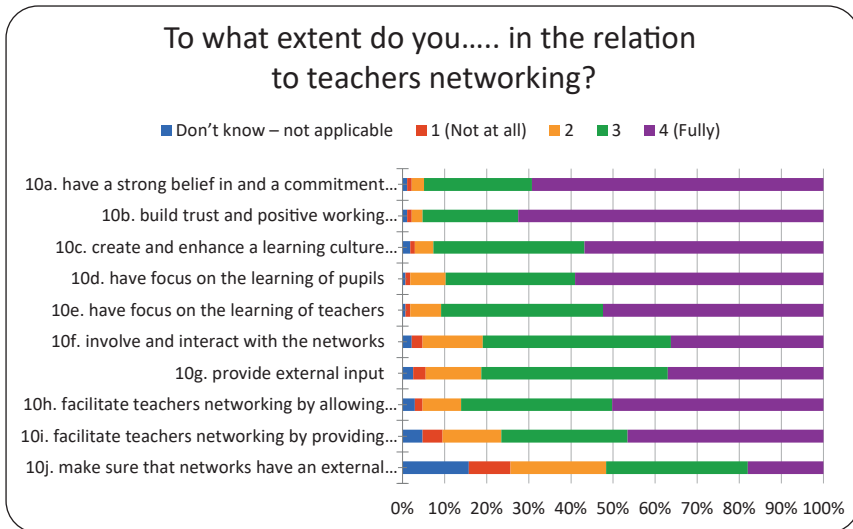 To what extent do you….. in the relation
to teachers networking?
Don't know – not applicable 1 (Not at all) 2 3 4 (Fully)
10a. have a strong belief in and a commitment...
10b. build trust and positive working...
10c. create and enhance a learning culture...
10d. have focus on the learning of pupils
10e. have focus on the learning of teachers
10f. involve and interact with the networks
10g. provide external input
10h. facilitate teachers networking by allowing...
10i. facilitate teachers networking by providing...
10j. make sure that networks have an external...
0% 10% 20% 30% 40% 50% 60% 70% 80% 90% 100%